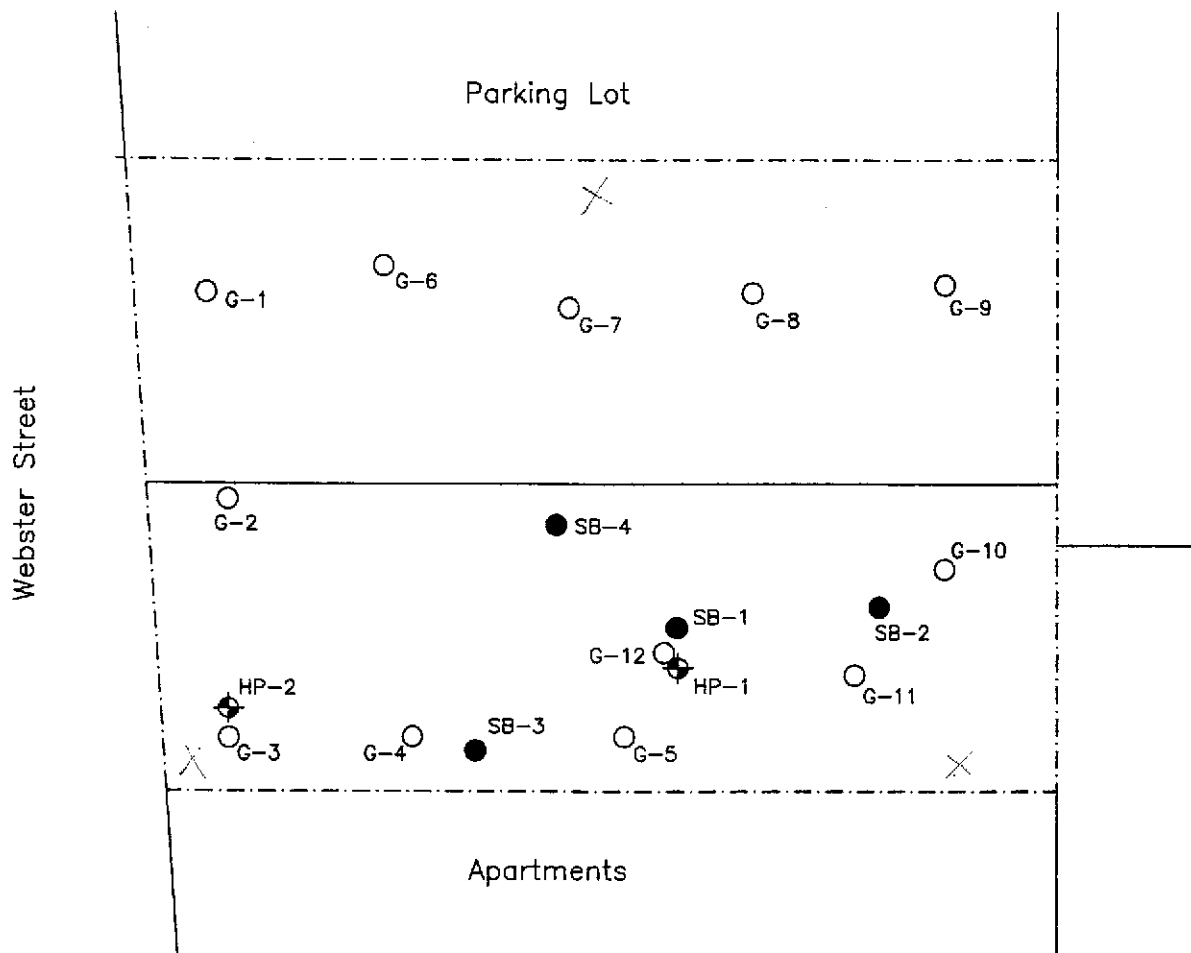 Parking Lot
G-6
G-1
G-9
G-7
G-8
Webster Street
G-2
SB-4
G-10
SB-1
SB-2
G-12
HP-1
HP-2
G-11
SB-3
G-3
G-4
G-5
Apartments